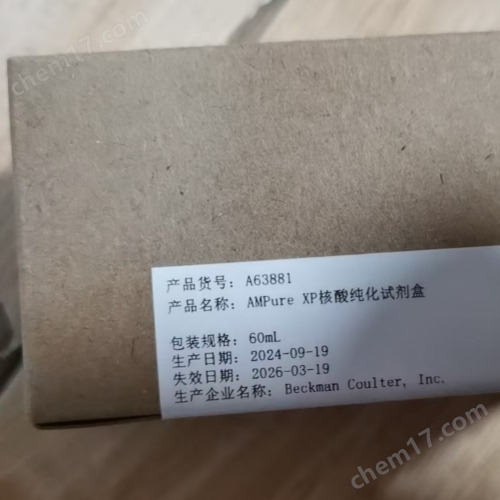 chem17.com
产品货号: A63881
产品名称: AMPure XP核酸纯化试剂盒
包装规格: 60mL
生产日期: 2024-09-19
失效日期: 2026-03-19
生产企业名称: Beckman Coulter, Inc.
chem17.com